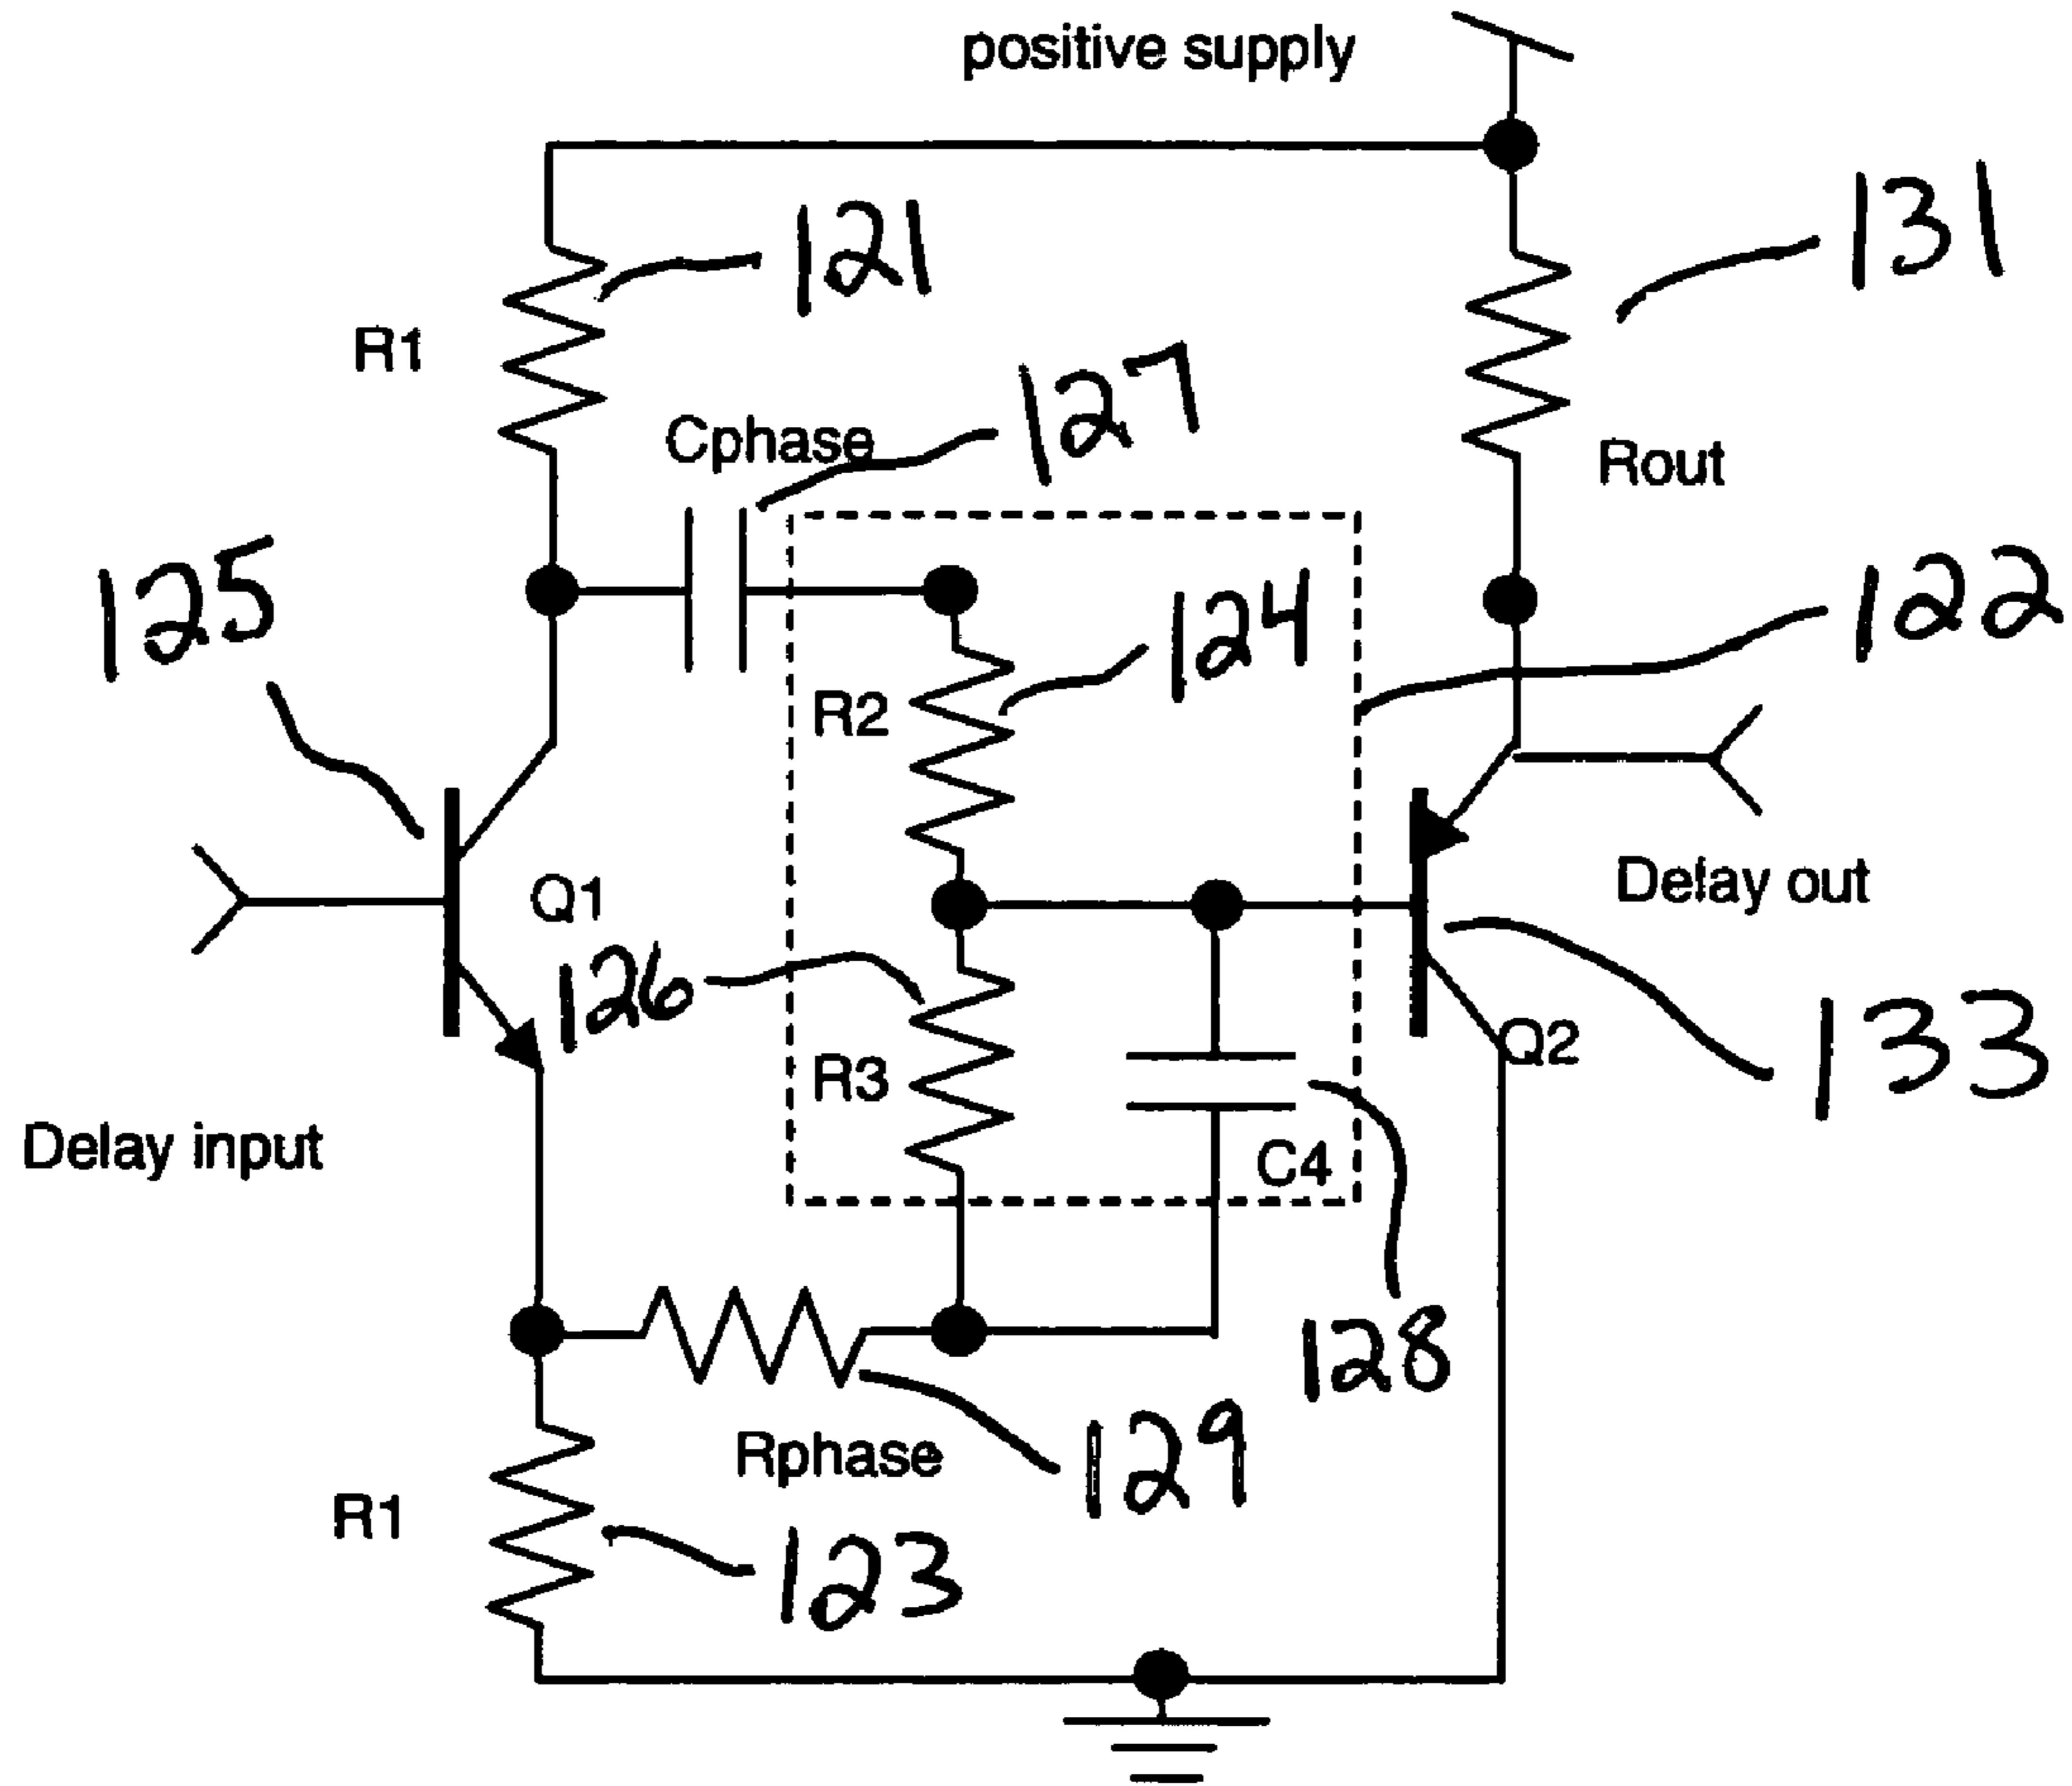 positive supply
131
121
R1
127
Cphase
Rout
125
122
124
R2
Q1
Delay out
126
133
Q2
R3
Delay input
C4
128
Rphase
129
R1
123